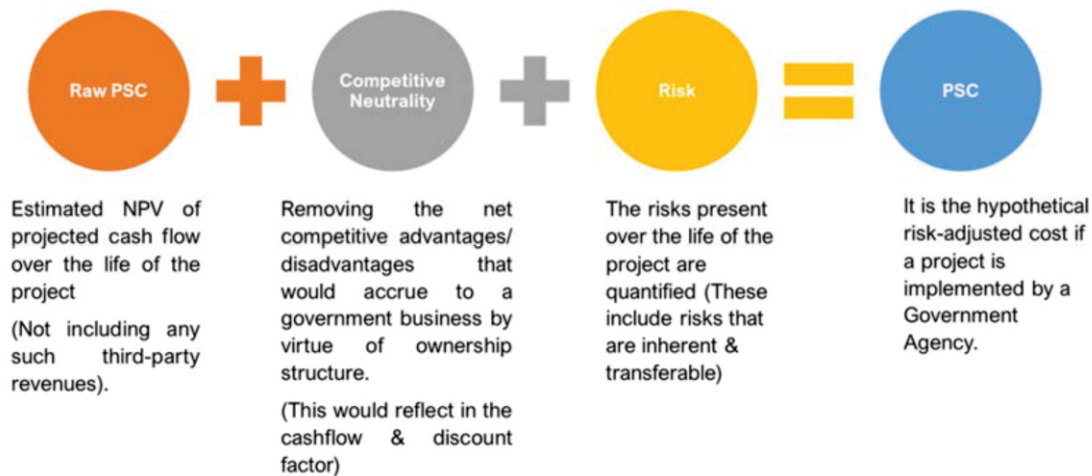 Raw PSC
Competitive
Neutrality
Risk
PSC
Estimated NPV of
projected cash flow
over the life of the
project
(Not including any
such third-party
revenues).
Removing the net
competitive advantages/
disadvantages that
would accrue to a
government business by
virtue of ownership
structure.
(This would reflect in the
cashflow & discount
factor)
The risks present
over the life of the
project are
quantified (These
include risks that
are inherent &
transferable)
It is the hypothetical
risk-adjusted cost if
a project is
implemented by a
Government
Agency.